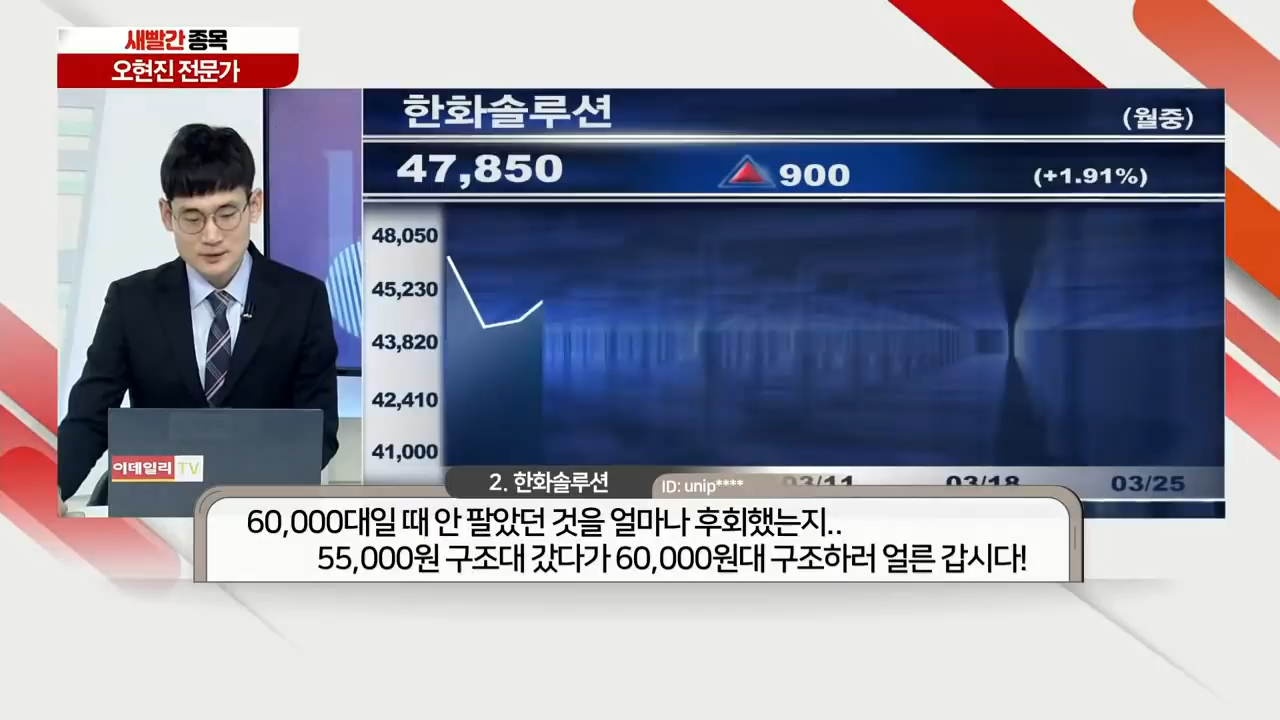 새빨간 종목
오현진 전문가
한화솔루션
(월중)
47,850
900
(+1.91%)
48,050
45,230
43,820
42,410
41,000
03/11
03/18
03/25
이데일리 TV
2. 한화솔루션
ID: unip****
60,000대일 때 안 팔았던 것을 얼마나 후회했는지..
55,000원 구조대 갔다가 60,000원대 구조하러 얼른 갑시다!